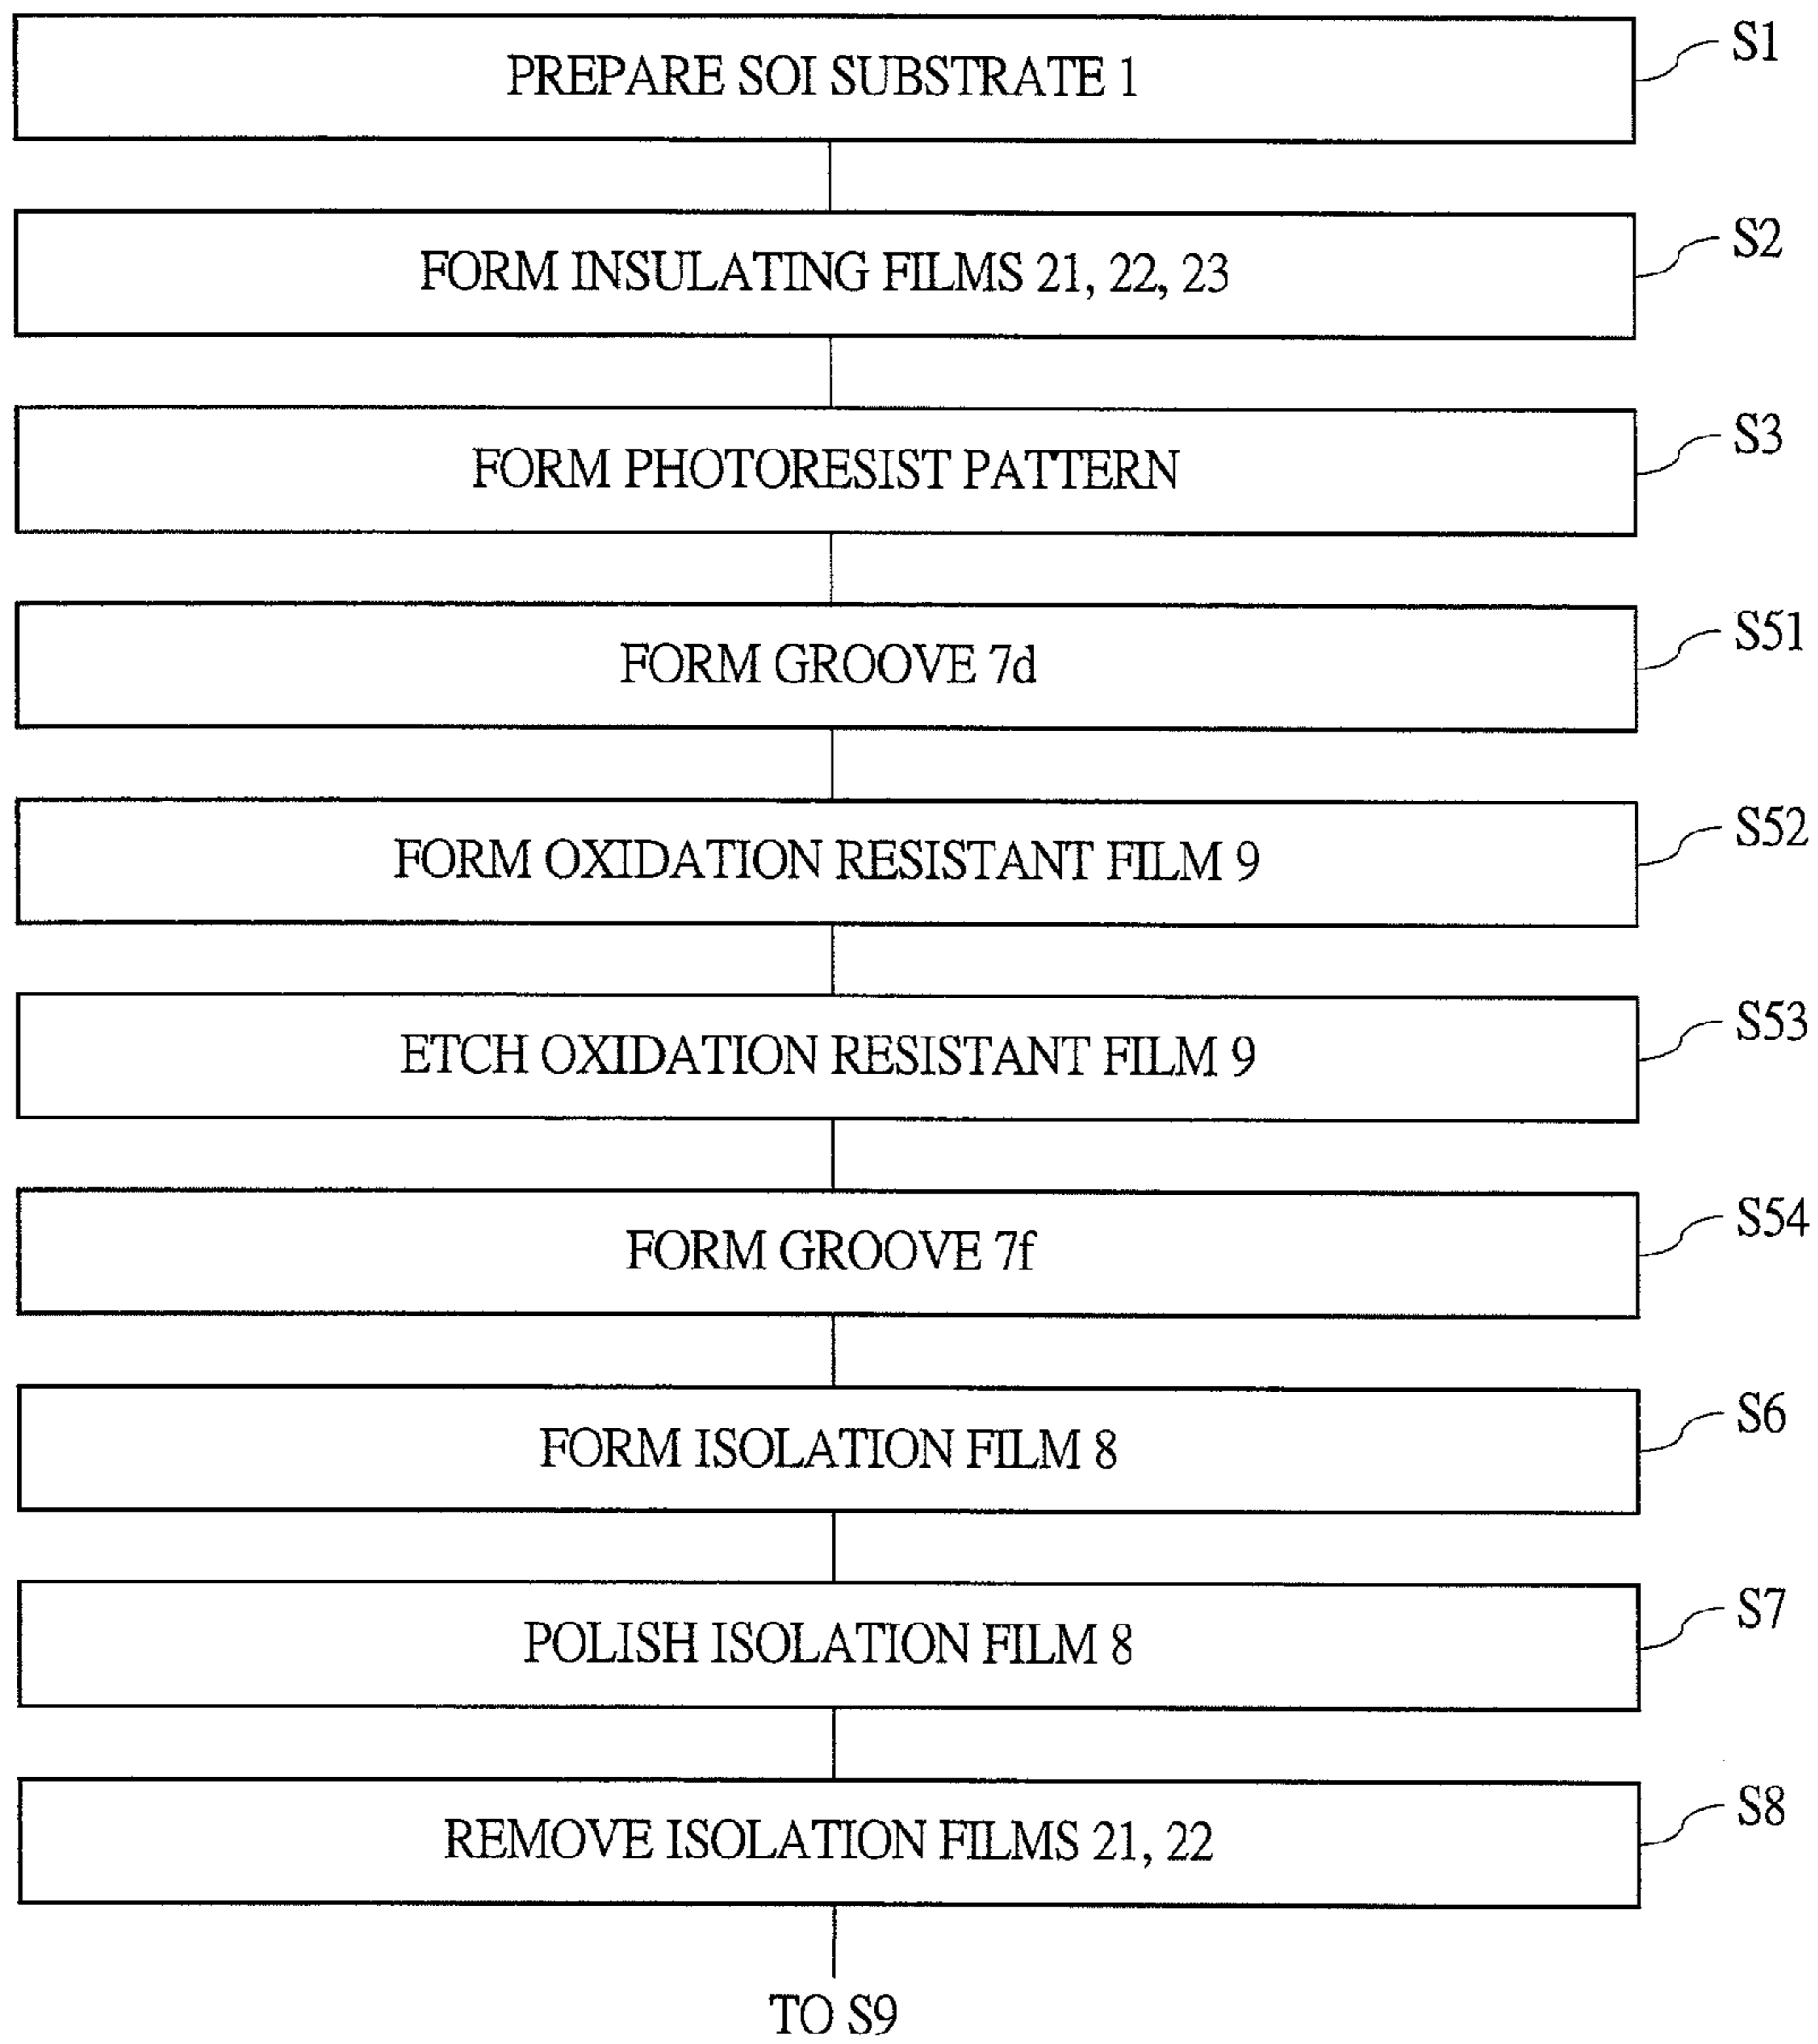 PREPARE SOI SUBSTRATE 1 S1
FORM INSULATING FILMS 21, 22, 23 S2
FORM PHOTORESIST PATTERN S3
FORM GROOVE 7d S51
FORM OXIDATION RESISTANT FILM 9 S52
ETCH OXIDATION RESISTANT FILM 9 S53
FORM GROOVE 7f S54
FORM ISOLATION FILM 8 S6
POLISH ISOLATION FILM 8 S7
REMOVE ISOLATION FILMS 21, 22 S8
TO S9